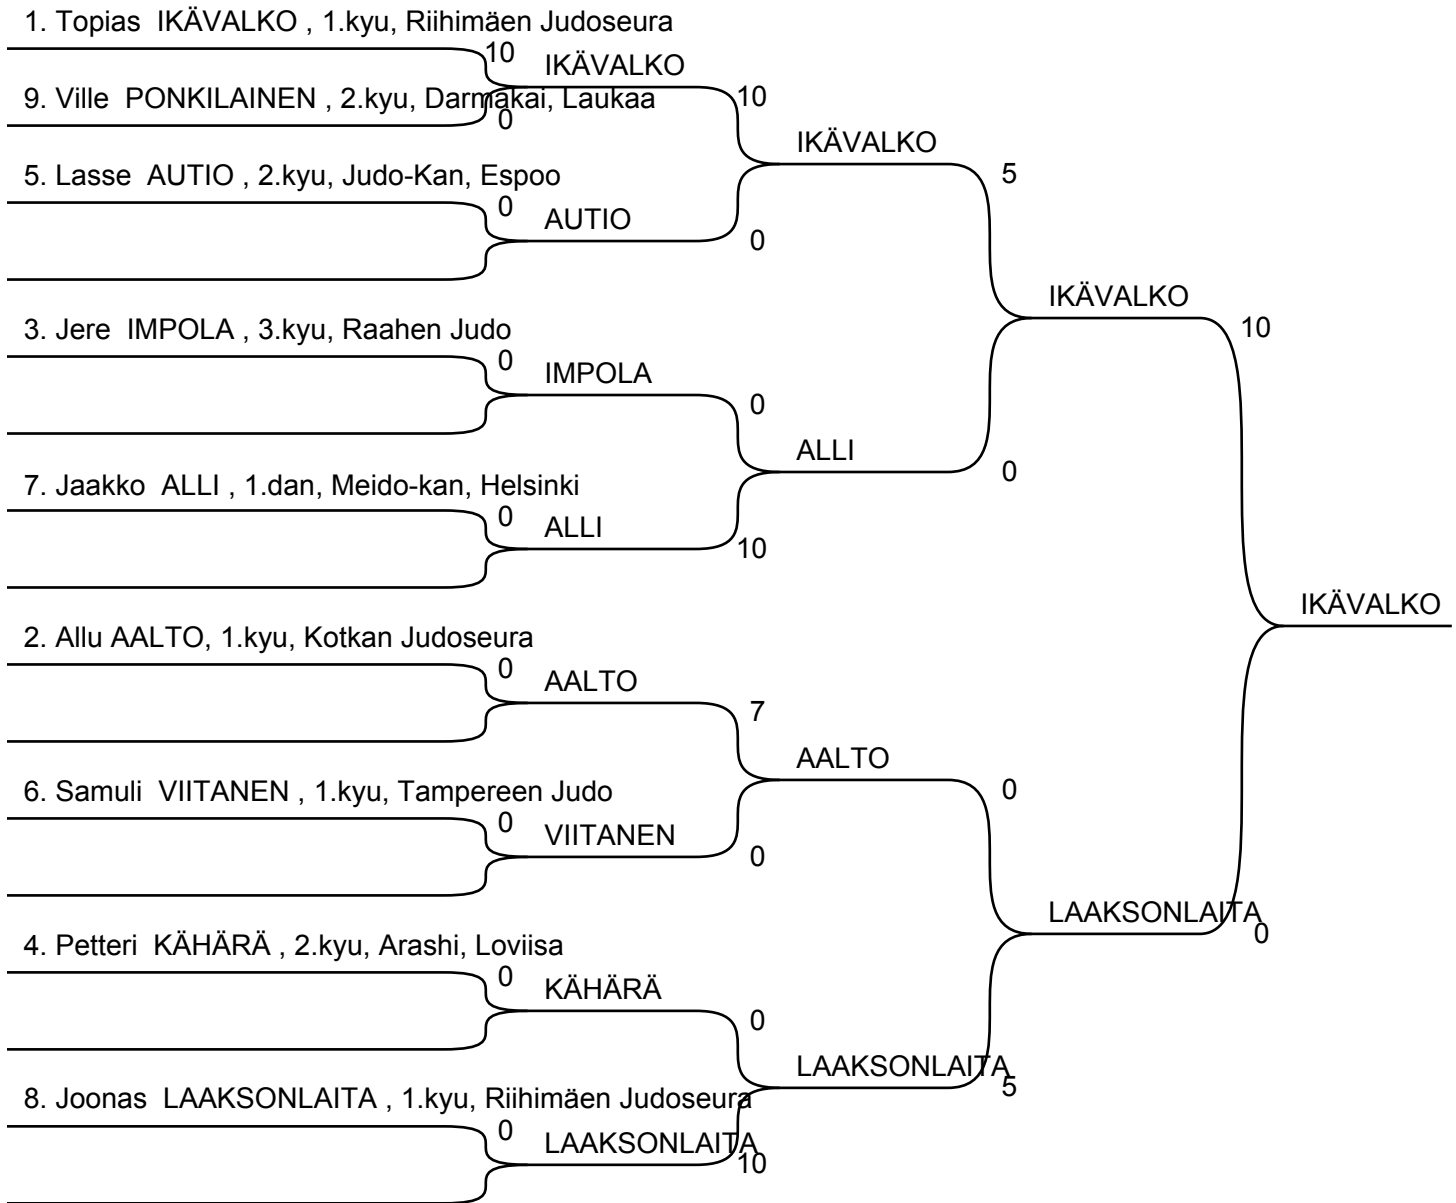 1. Topias IKÄVALKO , 1.kyu, Riihimäen Judoseura
10
IKÄVALKO
9. Ville PONKILAINEN , 2.kyu, Darmakai, Laukaa
0
10
IKÄVALKO
5. Lasse AUTIO , 2.kyu, Judo-Kan, Espoo
0
AUTIO
0
5
IKÄVALKO
10
3. Jere IMPOLA , 3.kyu, Raahen Judo
0
IMPOLA
0
ALLI
0
7. Jaakko ALLI , 1.dan, Meido-kan, Helsinki
0
ALLI
10
IKÄVALKO
2. Allu AALTO, 1.kyu, Kotkan Judoseura
0
AALTO
7
AALTO
0
6. Samuli VIITANEN , 1.kyu, Tampereen Judo
0
VIITANEN
0
LAAKSONLAITA
0
4. Petteri KÄHÄRÄ , 2.kyu, Arashi, Loviisa
0
KÄHÄRÄ
0
LAAKSONLAITA
5
8. Joonas LAAKSONLAITA , 1.kyu, Riihimäen Judoseura
0
LAAKSONLAITA
10